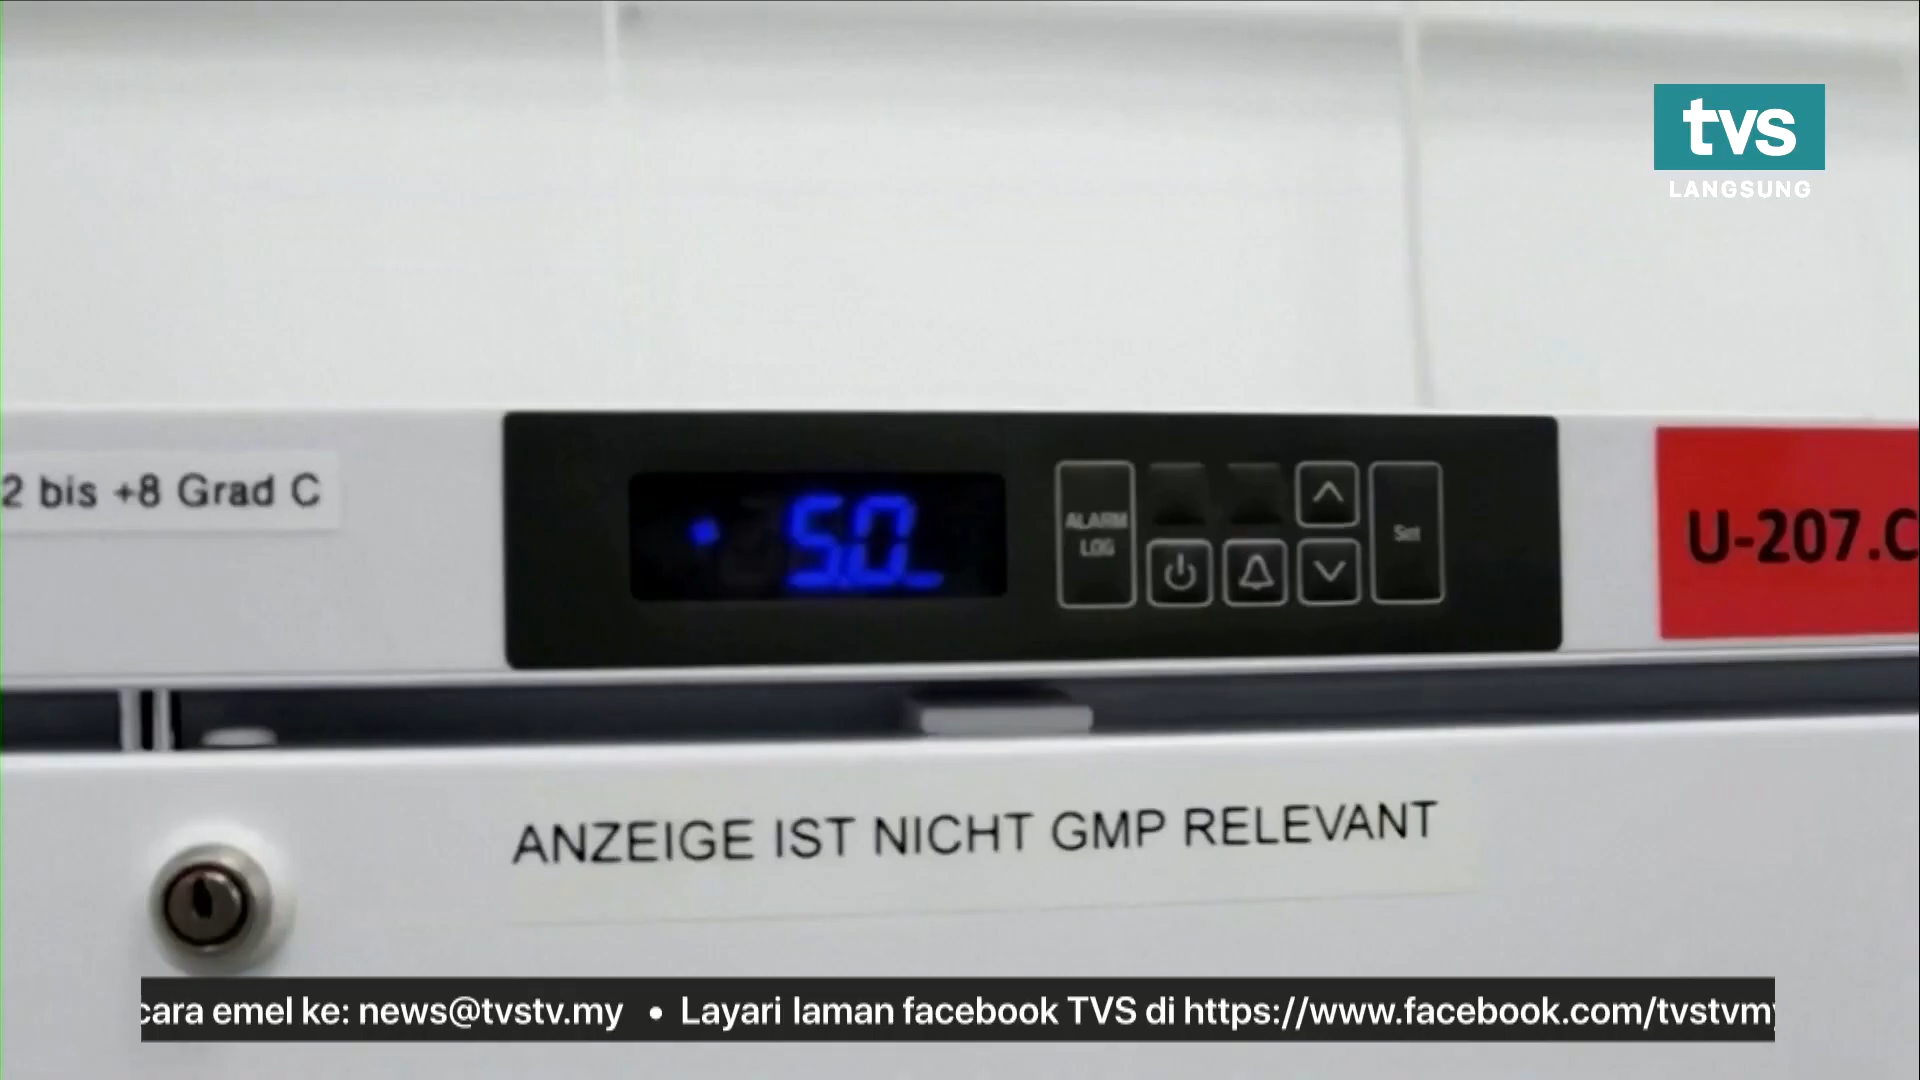 tvs
LANGSUNG
2 bis +8 Grad C
5.0
ALARM
LOG
Set
U-207.C
ANZEIGE IST NICHT GMP RELEVANT
cara emel ke: news@tvstv.my • Layari laman facebook TVS di https://www.facebook.com/tvstvmy